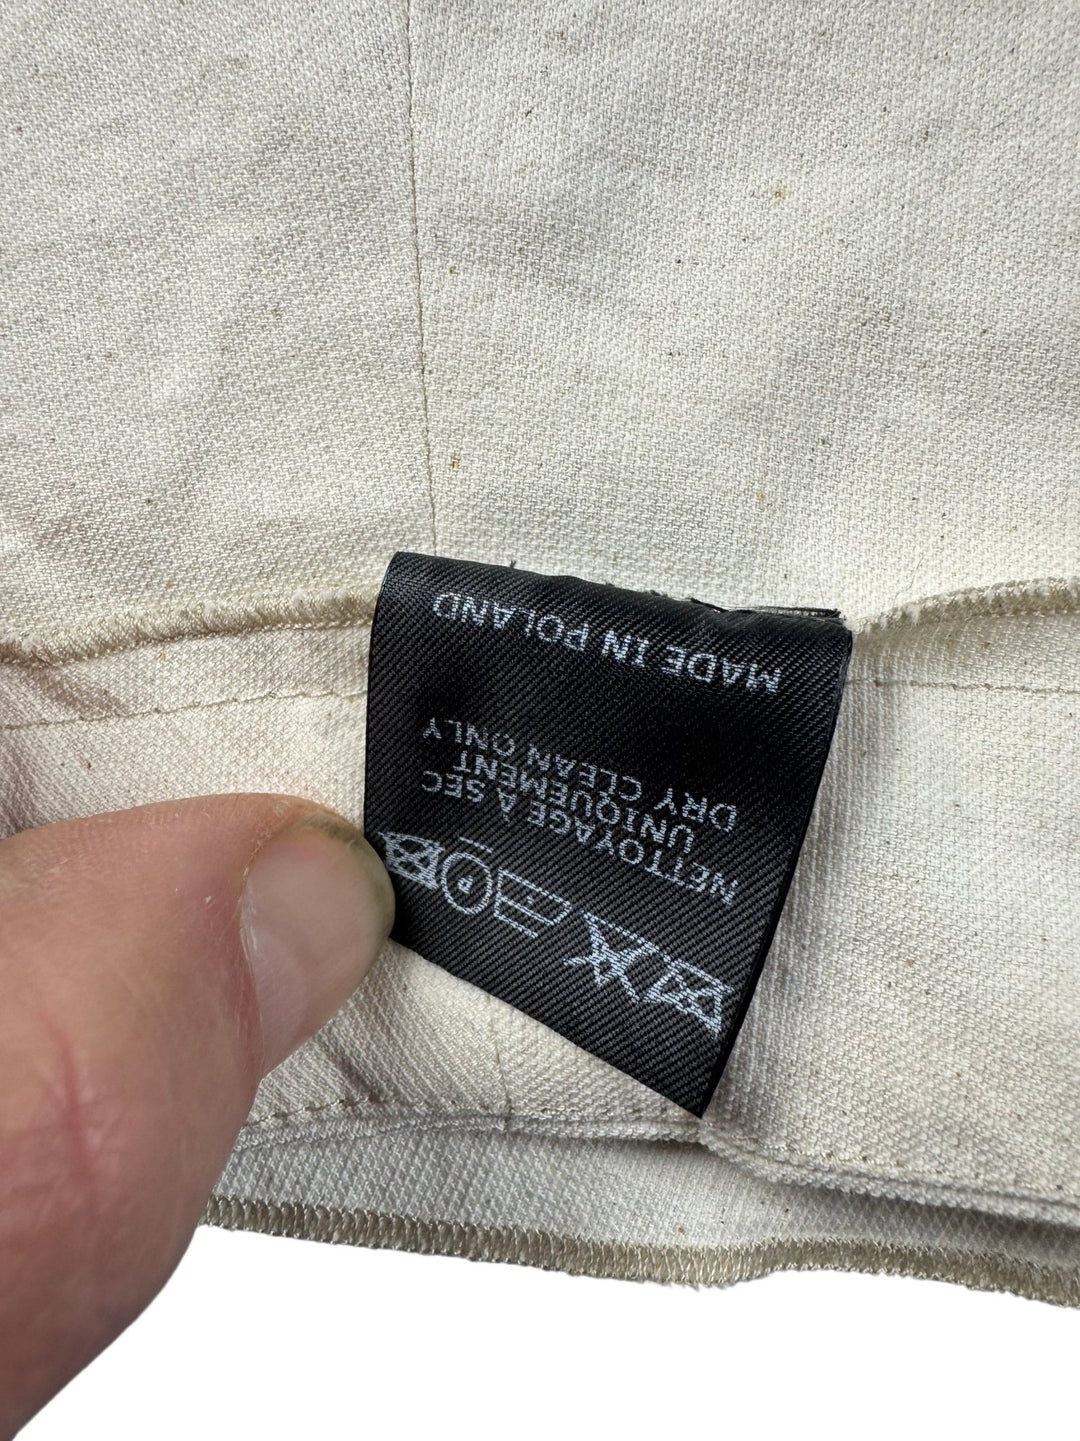 NETTOYAGE À SEC
UNIQUEMENT
DRY CLEAN ONLY
MADE IN POLAND